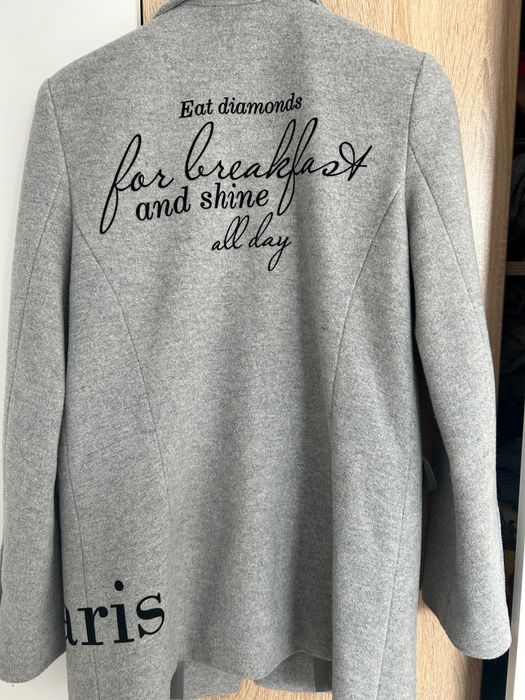 Eat diamonds
for breakfast
and shine
all day
aris